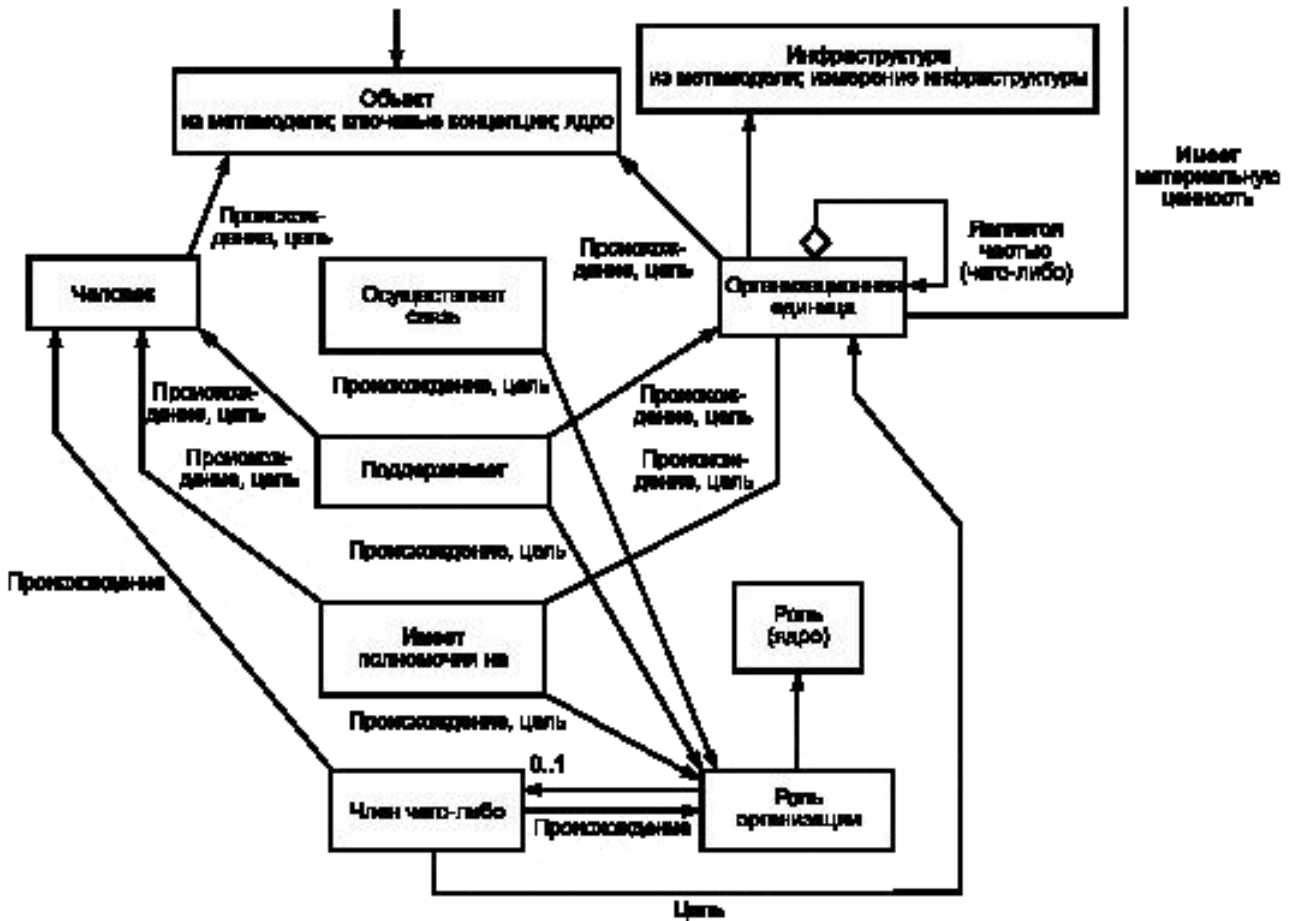 Инфраструктура
из метамодели; измерение инфраструктуры
Объект
из метамодели; ключевые концепции; ядро
Имеет
материальную
ценность
Происхож-
дение, цель
Происхож-
дение, цель
Является
частью
(чего-либо)
Человек
Осуществляет
связь
Организационная
единица
Происхождение, цель
Происхож-
дение, цель
Происхож-
дение, цель
Происхож-
дение, цель
Поддерживает
Происхож-
дение, цель
Происхождение, цель
Происхождение
Роль
(ядро)
Имеет
полномочия на
Происхождение, цель
0..1
Член чего-либо
Происхождение
Роль
организации
Цель